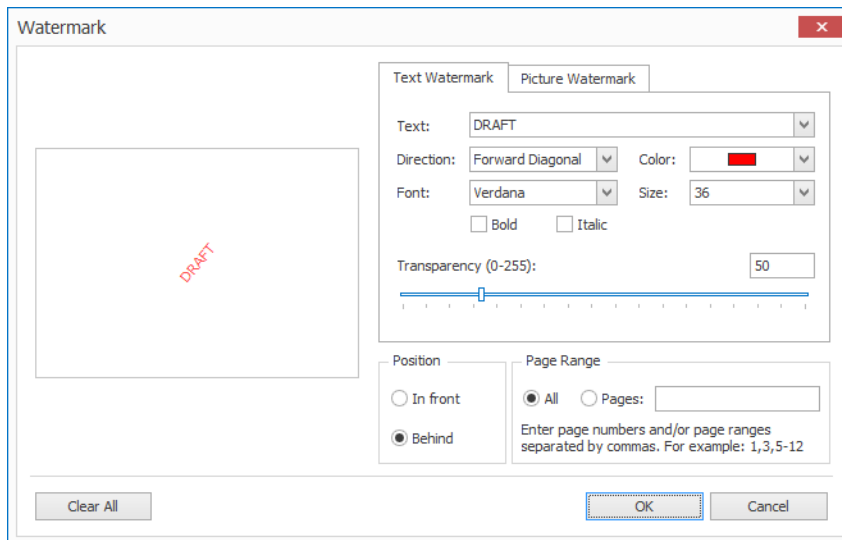 Watermark
Text Watermark
Picture Watermark
Text:
DRAFT
Direction:
Forward Diagonal
Color:
Font:
Verdana
Size:
36
Bold
Italic
Transparency (0-255):
50
DRAFT
Position
In front
Behind
Page Range
All
Pages:
Enter page numbers and/or page ranges
separated by commas. For example: 1,3,5-12
Clear All
OK
Cancel